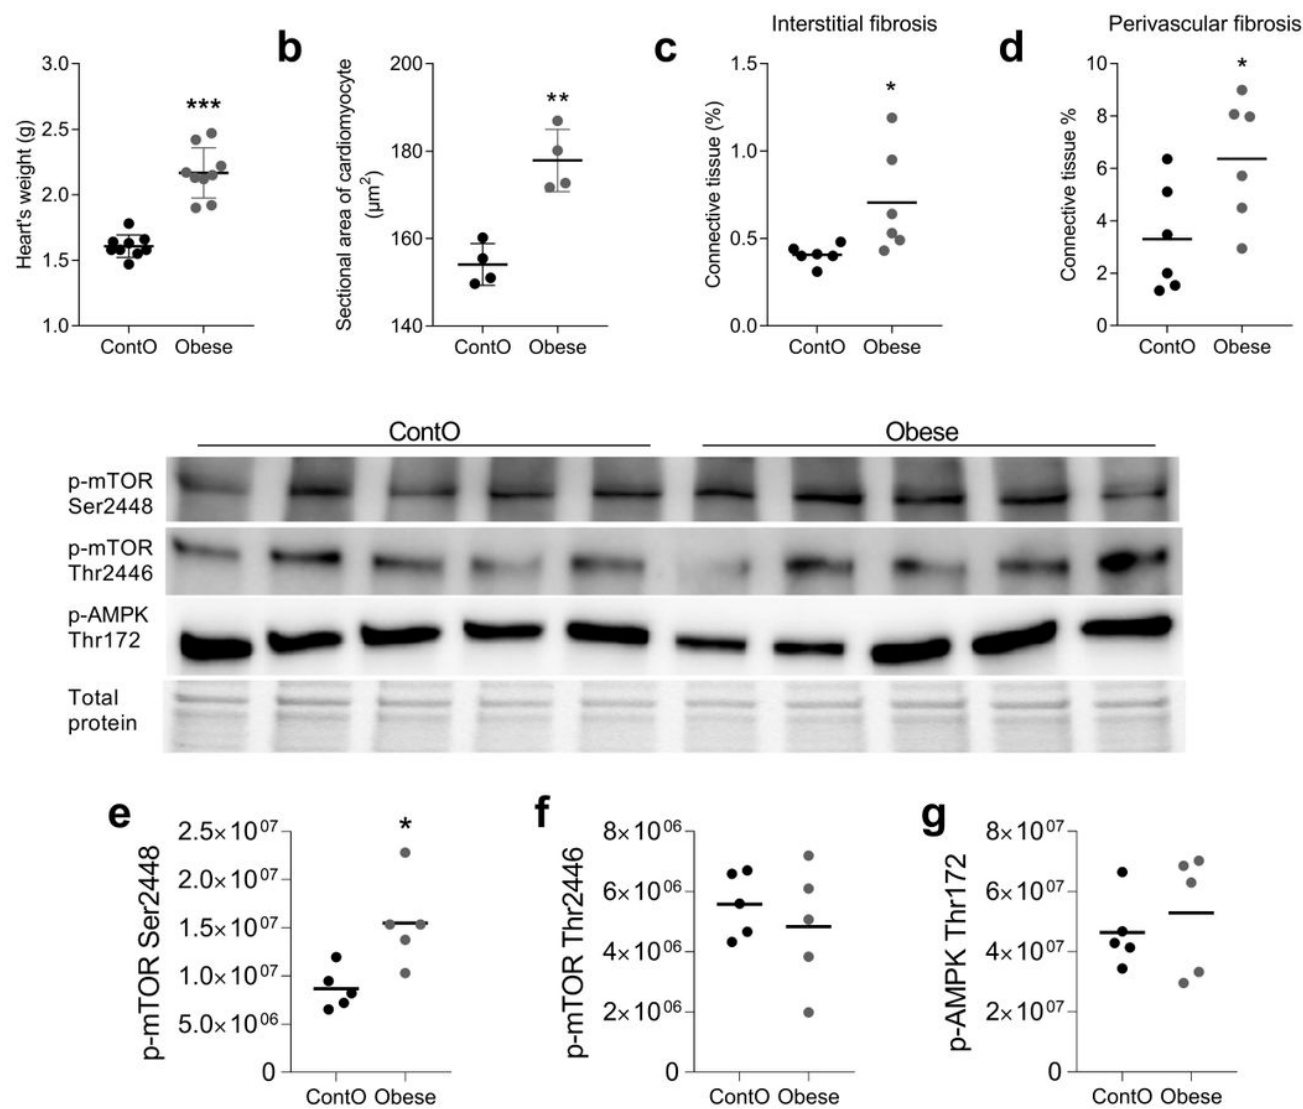 Interstitial fibrosis
Perivascular fibrosis
b
c
d
Heart's weight (g)
3.0
2.5
2.0
1.5
1.0
***
ContO Obese
Sectional area of cardiomyocyte
(µm²)
200
180
160
140
**
ContO Obese
Connective tissue (%)
1.5
1.0
0.5
0.0
*
ContO Obese
Connective tissue %
10
8
6
4
2
0
*
ContO Obese
ContO
Obese
p-mTOR
Ser2448
p-mTOR
Thr2446
p-AMPK
Thr172
Total
protein
e
p-mTOR Ser2448
2.5×10⁰⁷
2.0×10⁰⁷
1.5×10⁰⁷
1.0×10⁰⁷
5.0×10⁰⁶
0
*
ContO Obese
f
p-mTOR Thr2446
8×10⁰⁶
6×10⁰⁶
4×10⁰⁶
2×10⁰⁶
0
ContO Obese
g
p-AMPK Thr172
8×10⁰⁷
6×10⁰⁷
4×10⁰⁷
2×10⁰⁷
0
ContO Obese